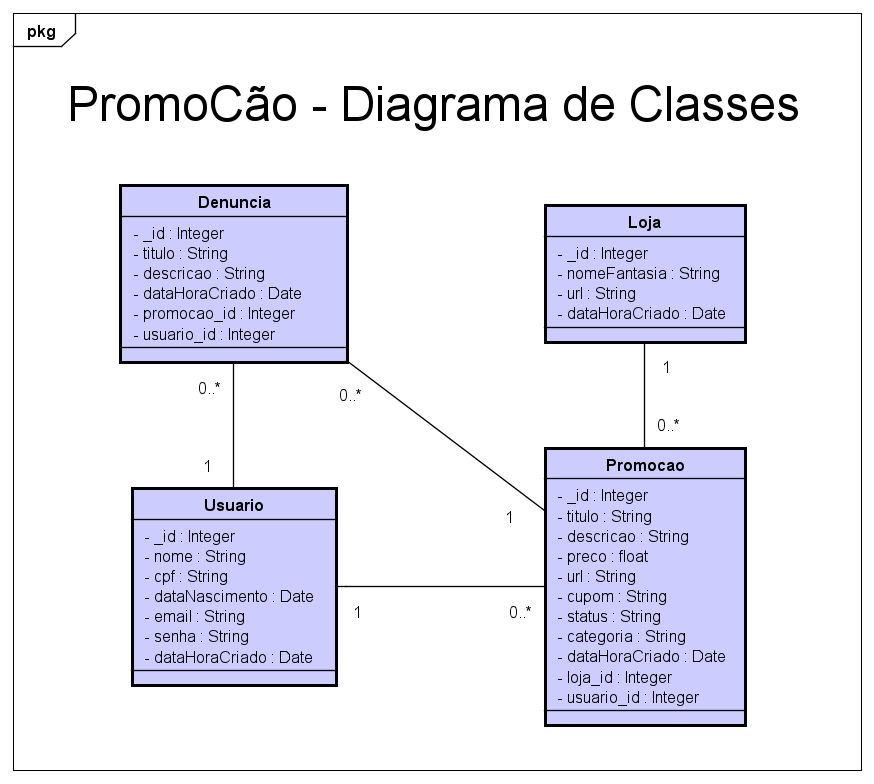 pkg
PromoCão - Diagrama de Classes
Denuncia
- _id : Integer
- titulo : String
- descricao : String
- dataHoraCriado : Date
- promocao_id : Integer
- usuario_id : Integer
Loja
- _id : Integer
- nomeFantasia : String
- url : String
- dataHoraCriado : Date
0..*
1
0..*
1
1
0..*
Usuario
- _id : Integer
- nome : String
- cpf : String
- dataNascimento : Date
- email : String
- senha : String
- dataHoraCriado : Date
1
0..*
Promocao
- _id : Integer
- titulo : String
- descricao : String
- preco : float
- url : String
- cupom : String
- status : String
- categoria : String
- dataHoraCriado : Date
- loja_id : Integer
- usuario_id : Integer